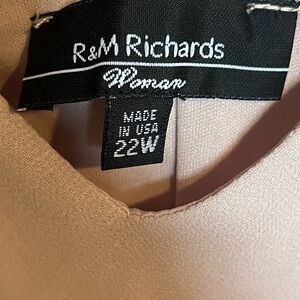 R&M Richards
Woman
MADE
IN USA
22W